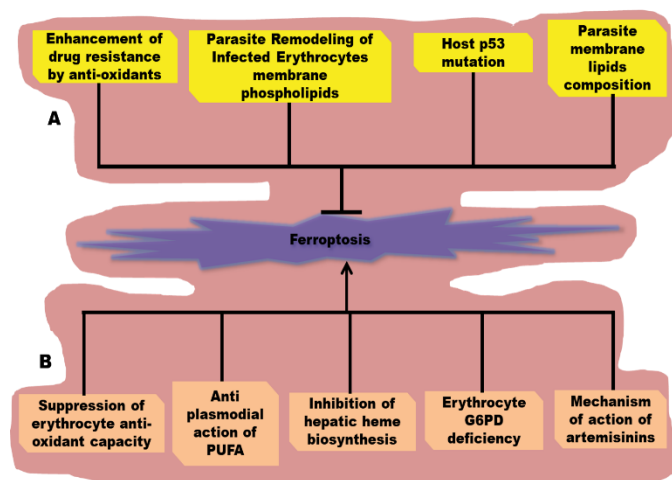 Enhancement of
drug resistance
by anti-oxidants
Parasite Remodeling of
Infected Erythrocytes
membrane
phospholipids
Host p53
mutation
Parasite
membrane
lipids
composition
A
Ferroptosis
B
Suppression of
erythrocyte anti-
oxidant capacity
Anti
plasmodial
action of
PUFA
Inhibition of
hepatic heme
biosynthesis
Erythrocyte
G6PD
deficiency
Mechanism
of action of
artemisinins